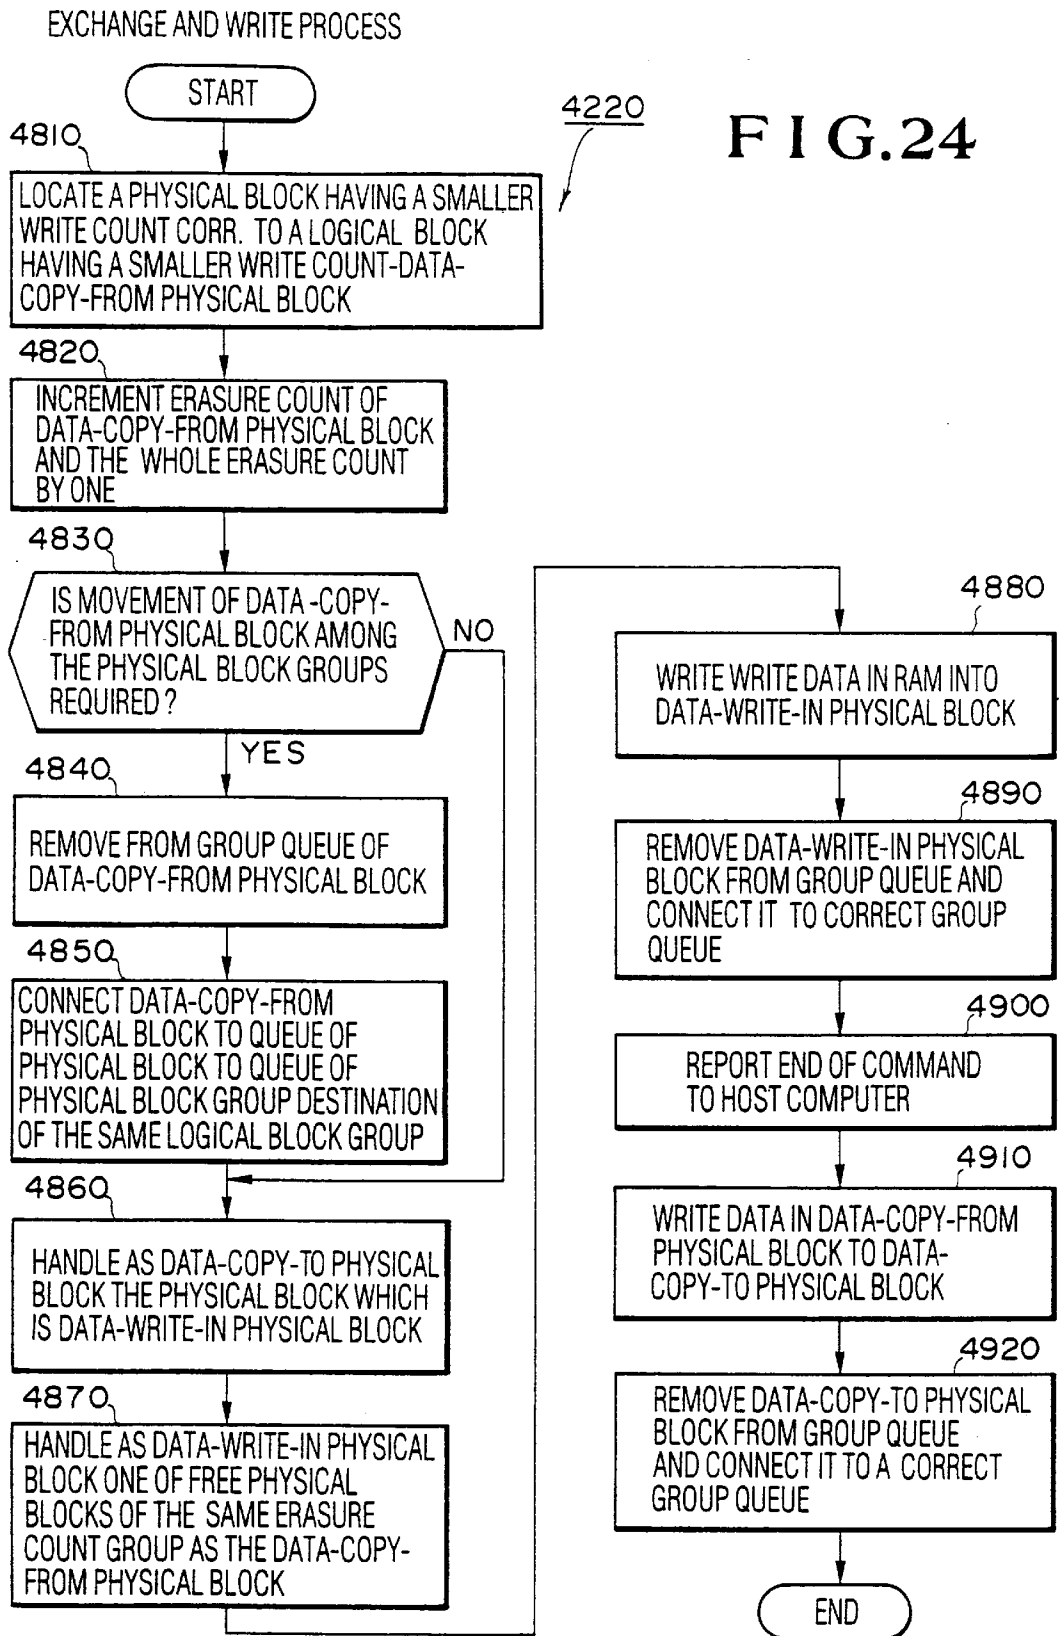 EXCHANGE AND WRITE PROCESS
START
4220
FIG.24
4810
LOCATE A PHYSICAL BLOCK HAVING A SMALLER
WRITE COUNT CORR. TO A LOGICAL BLOCK
HAVING A SMALLER WRITE COUNT-DATA-
COPY-FROM PHYSICAL BLOCK
4820
INCREMENT ERASURE COUNT OF
DATA-COPY-FROM PHYSICAL BLOCK
AND THE WHOLE ERASURE COUNT
BY ONE
4830
IS MOVEMENT OF DATA-COPY-
FROM PHYSICAL BLOCK AMONG
THE PHYSICAL BLOCK GROUPS
REQUIRED?
NO
YES
4840
REMOVE FROM GROUP QUEUE OF
DATA-COPY-FROM PHYSICAL BLOCK
4850
CONNECT DATA-COPY-FROM
PHYSICAL BLOCK TO QUEUE OF
PHYSICAL BLOCK TO QUEUE OF
PHYSICAL BLOCK GROUP DESTINATION
OF THE SAME LOGICAL BLOCK GROUP
4860
HANDLE AS DATA-COPY-TO PHYSICAL
BLOCK THE PHYSICAL BLOCK WHICH
IS DATA-WRITE-IN PHYSICAL BLOCK
4870
HANDLE AS DATA-WRITE-IN PHYSICAL
BLOCK ONE OF FREE PHYSICAL
BLOCKS OF THE SAME ERASURE
COUNT GROUP AS THE DATA-COPY-
FROM PHYSICAL BLOCK
4880
WRITE WRITE DATA IN RAM INTO
DATA-WRITE-IN PHYSICAL BLOCK
4890
REMOVE DATA-WRITE-IN PHYSICAL
BLOCK FROM GROUP QUEUE AND
CONNECT IT TO CORRECT GROUP
QUEUE
4900
REPORT END OF COMMAND
TO HOST COMPUTER
4910
WRITE DATA IN DATA-COPY-FROM
PHYSICAL BLOCK TO DATA-
COPY-TO PHYSICAL BLOCK
4920
REMOVE DATA-COPY-TO PHYSICAL
BLOCK FROM GROUP QUEUE
AND CONNECT IT TO A CORRECT
GROUP QUEUE
END